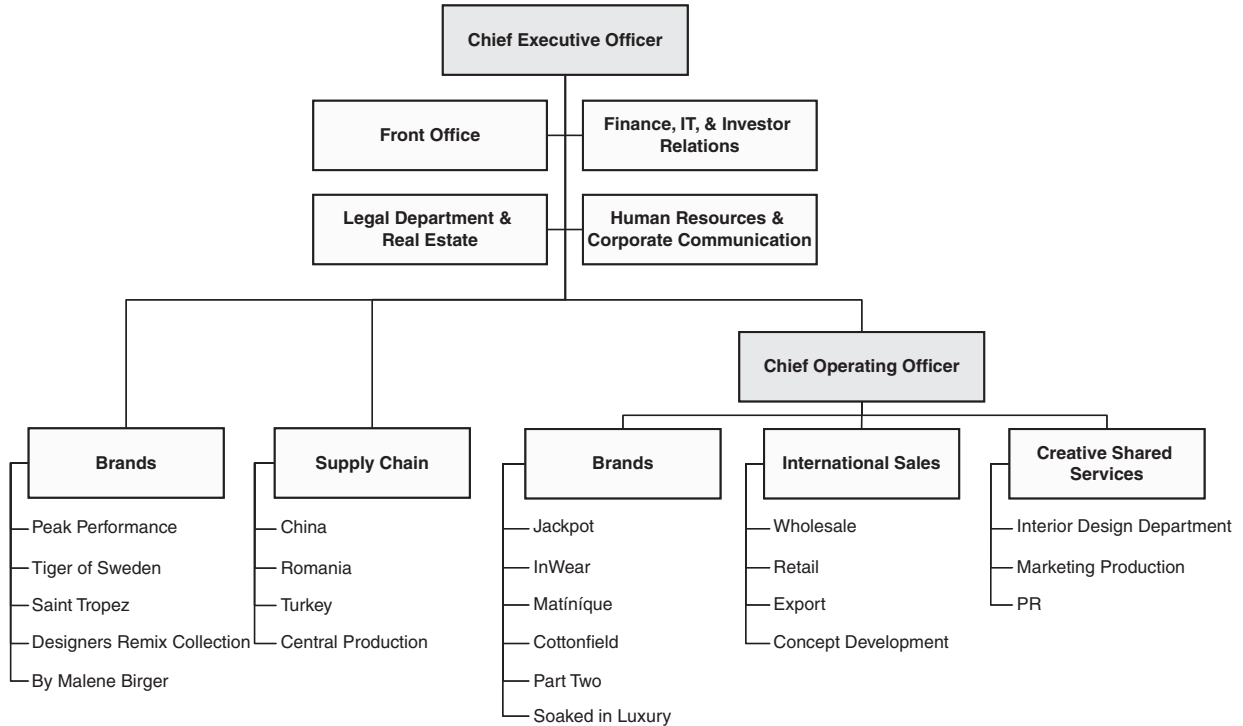 Chief Executive Officer
Front Office
Finance, IT, & Investor
Relations
Legal Department &
Real Estate
Human Resources &
Corporate Communication
Chief Operating Officer
Brands
Peak Performance
Tiger of Sweden
Saint Tropez
Designers Remix Collection
By Malene Birger
Supply Chain
China
Romania
Turkey
Central Production
Brands
Jackpot
InWear
Matíníque
Cottonfield
Part Two
Soaked in Luxury
International Sales
Wholesale
Retail
Export
Concept Development
Creative Shared
Services
Interior Design Department
Marketing Production
PR